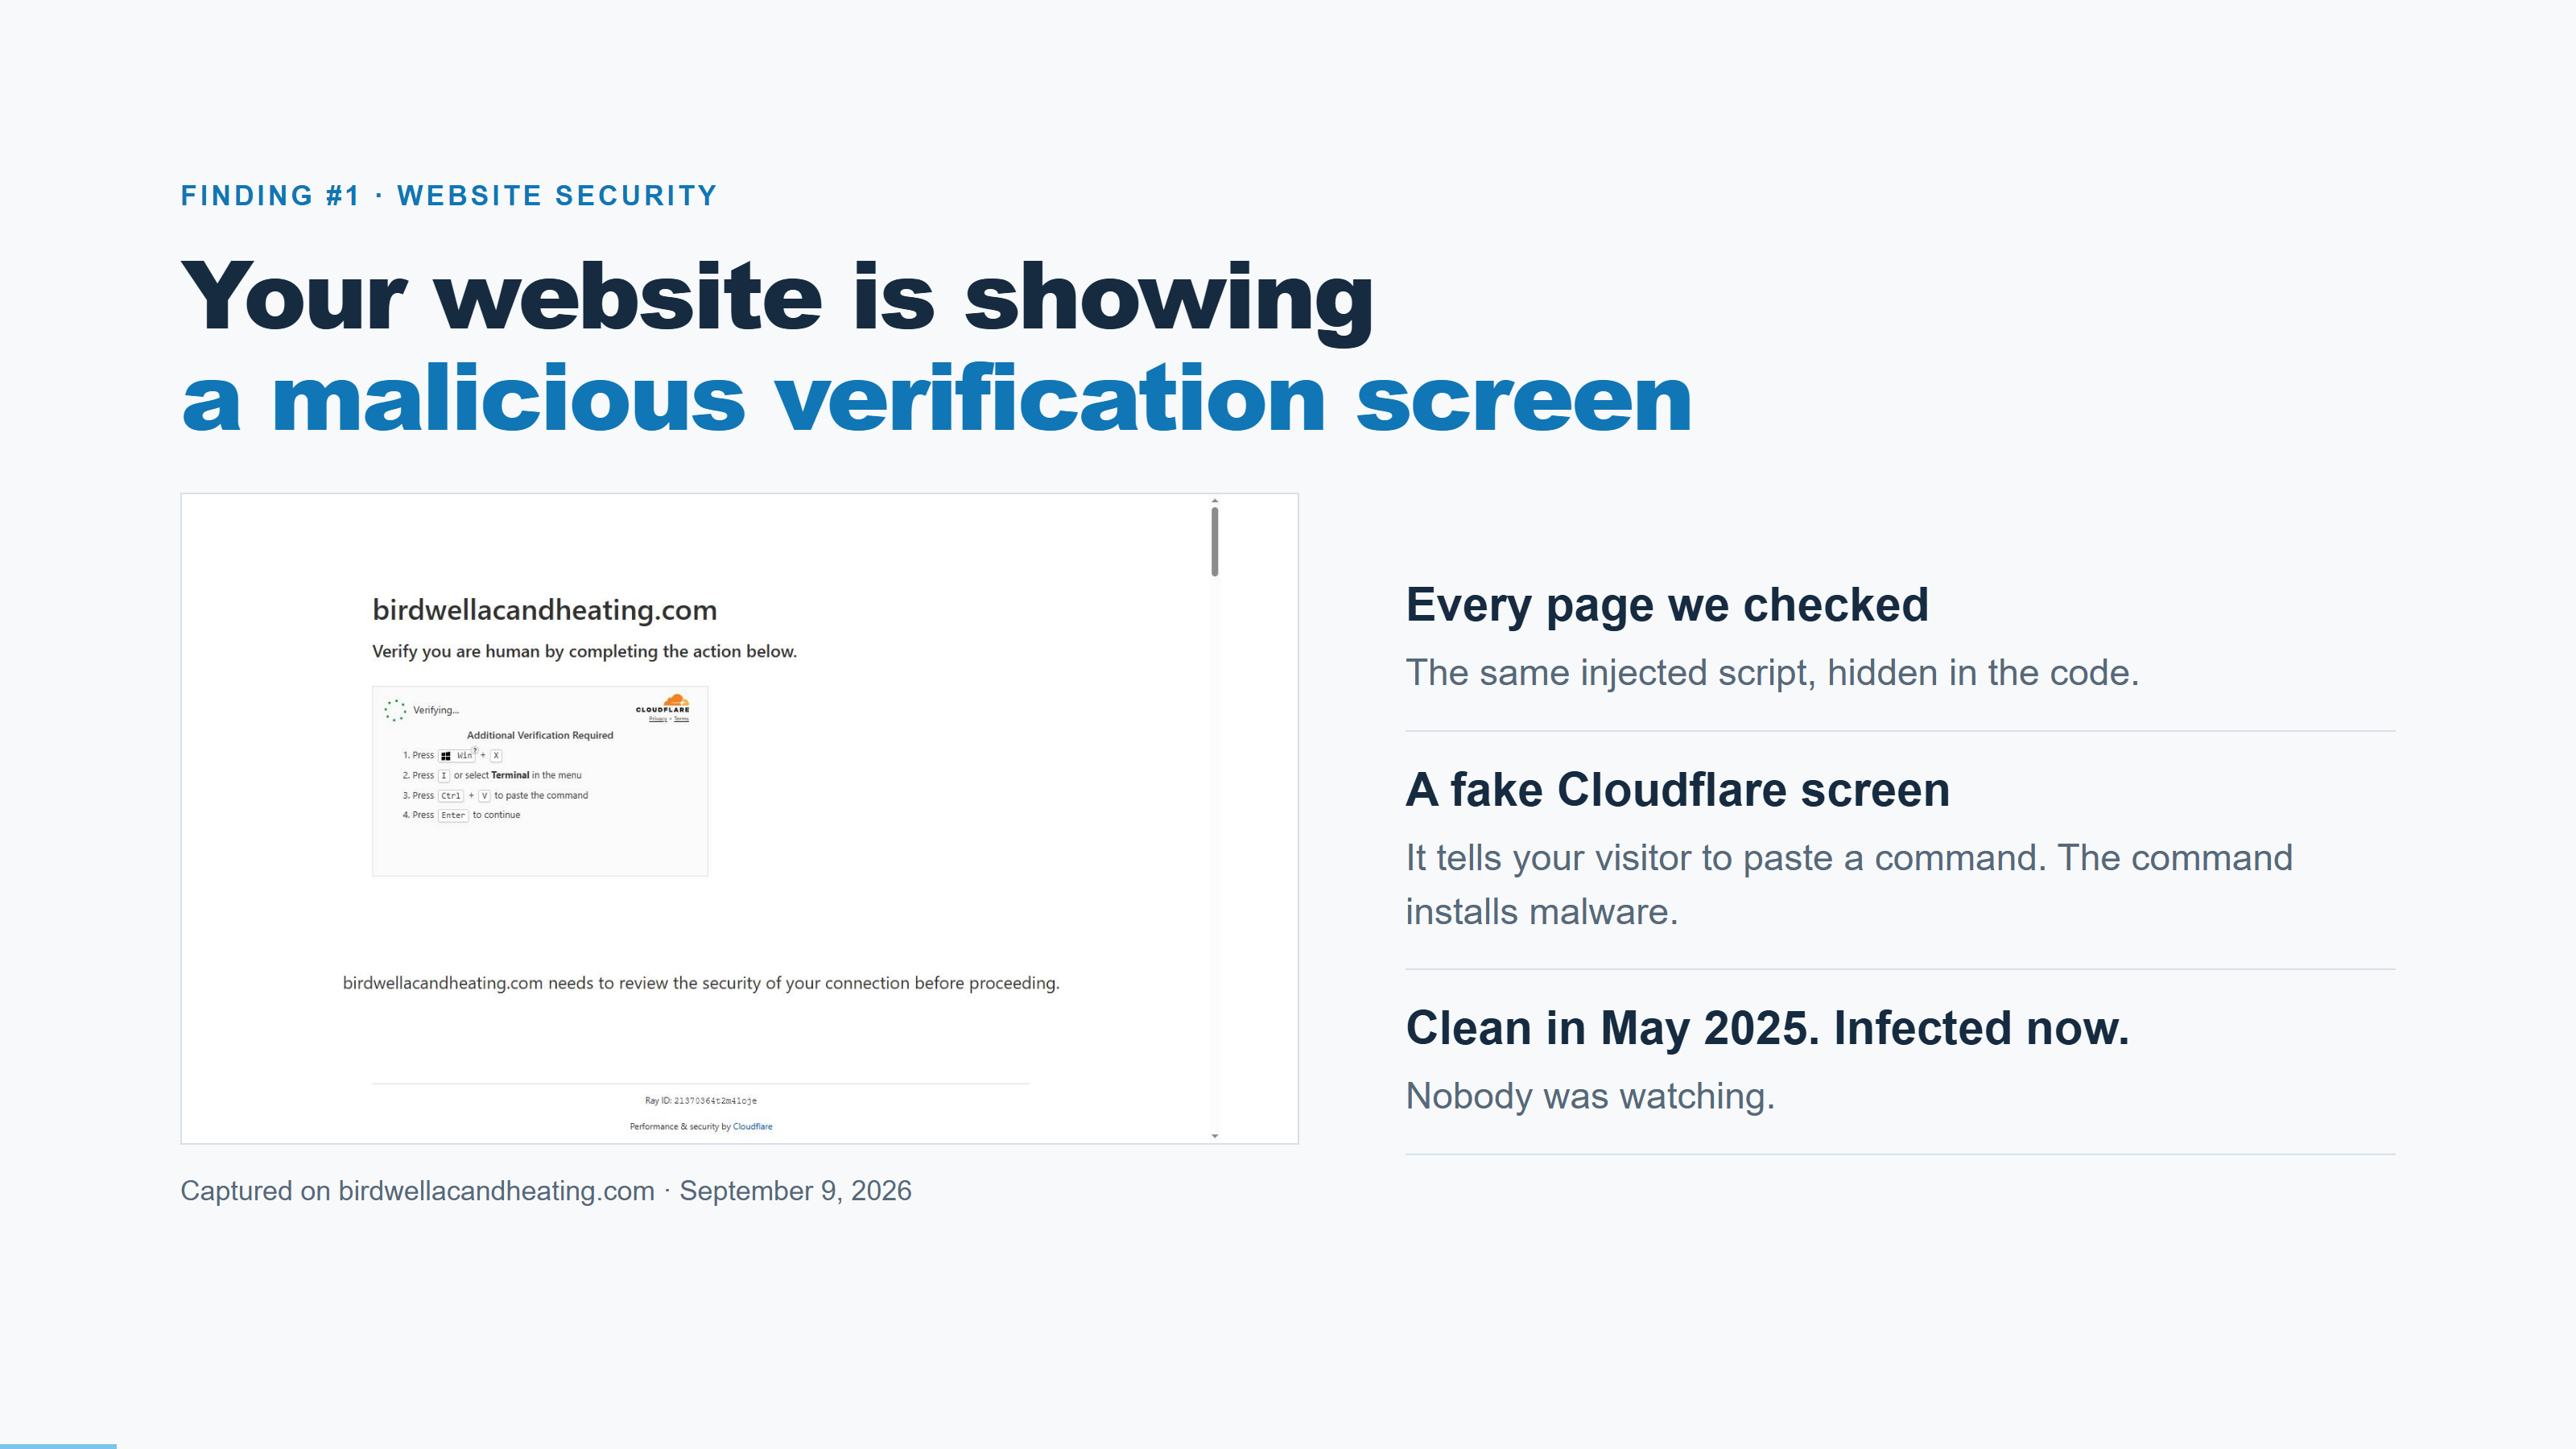 FINDING #1 · WEBSITE SECURITY
Your website is showing
a malicious verification screen
birdwellacandheating.com
Verify you are human by completing the action below.
Verifying...
CLOUDFLARE
Privacy • Terms
Additional Verification Required
1. Press Win ? + X
2. Press I or select Terminal in the menu
3. Press Ctrl + V to paste the command
4. Press Enter to continue
birdwellacandheating.com needs to review the security of your connection before proceeding.
Ray ID: 21370364t2m41oje
Performance & security by Cloudflare
Captured on birdwellacandheating.com · September 9, 2026
Every page we checked
The same injected script, hidden in the code.
A fake Cloudflare screen
It tells your visitor to paste a command. The command
installs malware.
Clean in May 2025. Infected now.
Nobody was watching.